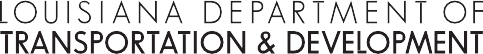 LOUISIANA DEPARTMENT OF
TRANSPORTATION & DEVELOPMENT